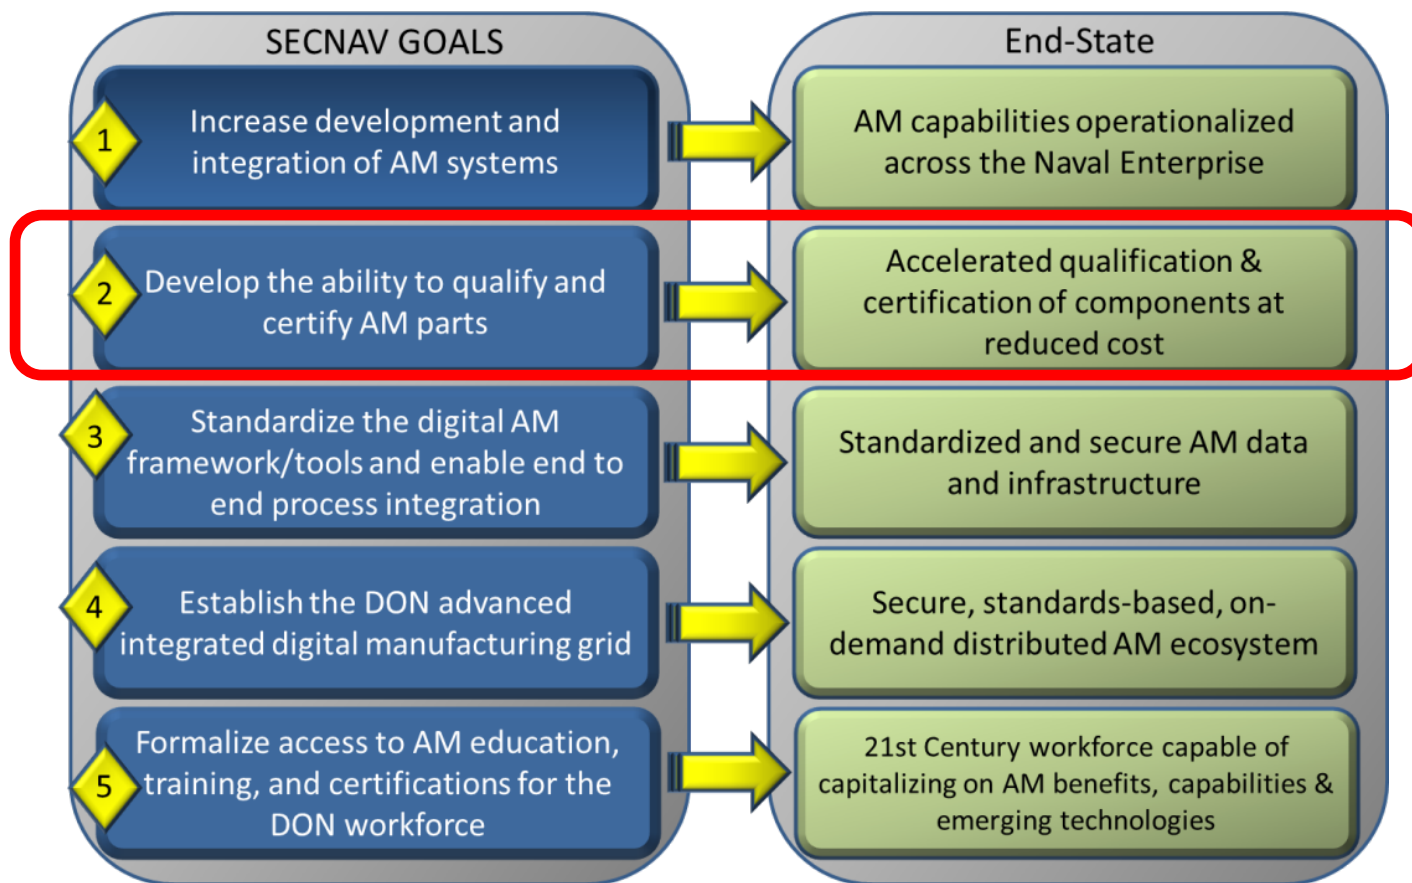 SECNAV GOALS
End-State
1
Increase development and
integration of AM systems
AM capabilities operationalized
across the Naval Enterprise
2
Develop the ability to qualify and
certify AM parts
Accelerated qualification &
certification of components at
reduced cost
3
Standardize the digital AM
framework/tools and enable end to
end process integration
Standardized and secure AM data
and infrastructure
4
Establish the DON advanced
integrated digital manufacturing grid
Secure, standards-based, on-
demand distributed AM ecosystem
5
Formalize access to AM education,
training, and certifications for the
DON workforce
21st Century workforce capable of
capitalizing on AM benefits, capabilities &
emerging technologies